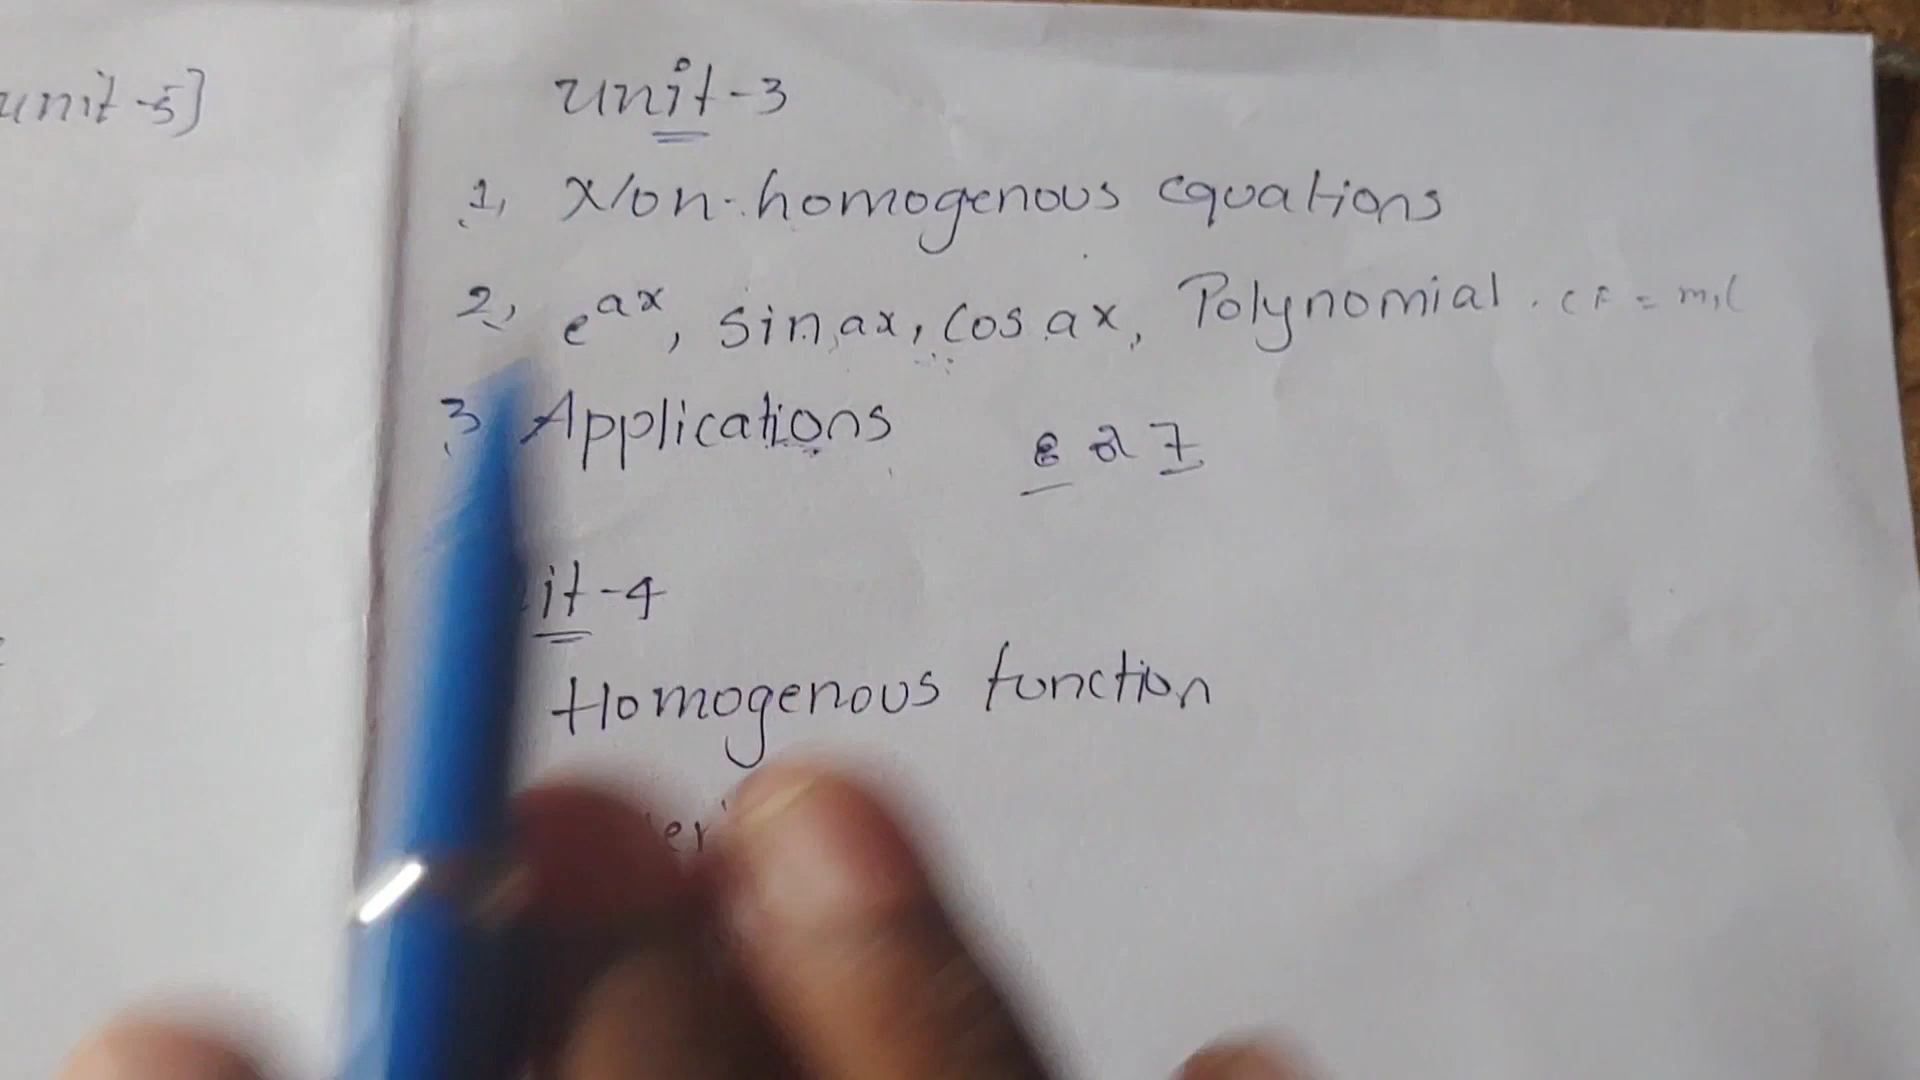 unit-5]
unit-3
1, Non-homogenous equations
2, e^ax, sin ax, cos ax, Polynomial.
3, Applications
it-4
Homogenous function